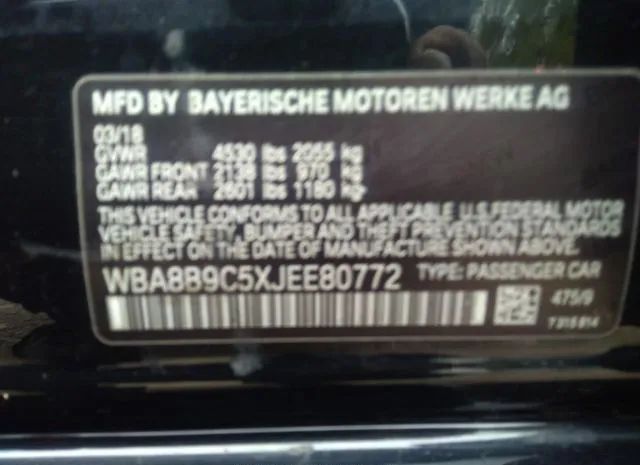 MFD BY BAYERISCHE MOTOREN WERKE AG
03/18
GVWR 4530 lbs 2055 kg
GAWR FRONT 2138 lbs 970 kg
GAWR REAR 2601 lbs 1180 kg
THIS VEHICLE CONFORMS TO ALL APPLICABLE U.S.FEDERAL MOTOR
VEHICLE SAFETY, BUMPER AND THEFT PREVENTION STANDARDS
IN EFFECT ON THE DATE OF MANUFACTURE SHOWN ABOVE.
WBA8B9C5XJEE80772 TYPE: PASSENGER CAR
475/9